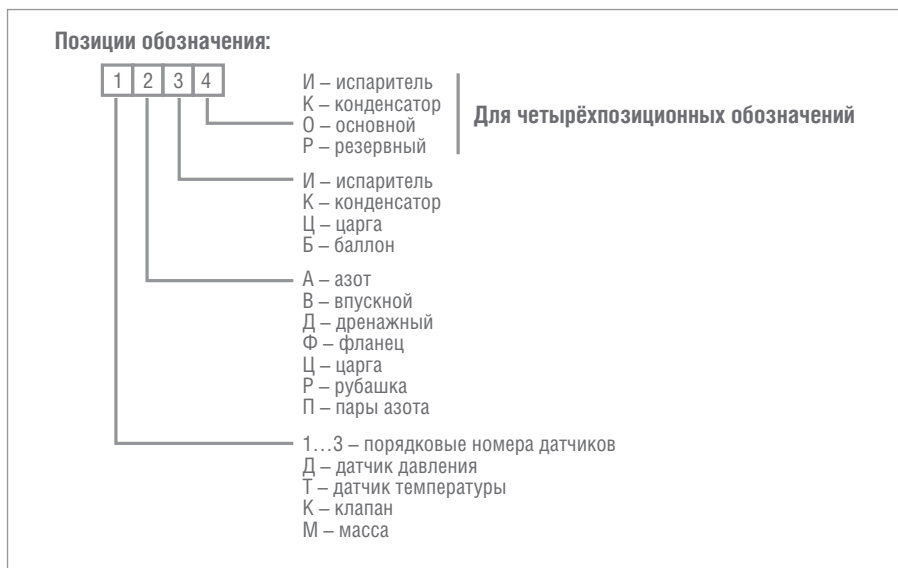 Позиции обозначения:
1 2 3 4
И – испаритель
К – конденсатор
О – основной
Р – резервный
Для четырёхпозиционных обозначений
И – испаритель
К – конденсатор
Ц – царга
Б – баллон
А – азот
В – впускной
Д – дренажный
Ф – фланец
Ц – царга
Р – рубашка
П – пары азота
1…3 – порядковые номера датчиков
Д – датчик давления
Т – датчик температуры
К – клапан
М – масса